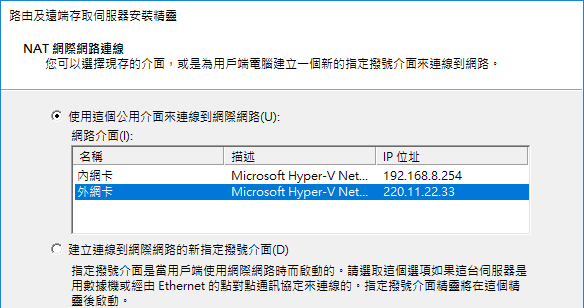 路由及遠端存取伺服器安裝精靈
NAT 網際網路連線
您可以選擇現存的介面，或是為用戶端電腦建立一個新的指定撥號介面來連線到網路。
使用這個公用介面來連線到網際網路(U):
網路介面(I):
名稱 描述 IP 位址
內網卡 Microsoft Hyper-V Net... 192.168.8.254
外網卡 Microsoft Hyper-V Net... 220.11.22.33
建立連線到網際網路的新指定撥號介面(D)
指定撥號介面是當用戶端使用網際網路時而啟動的。請選取這個選項如果這台伺服器是
用數據機或經由 Ethernet 的點對點通訊協定來連線的。指定撥號介面精靈將在這個精
靈後啟動。